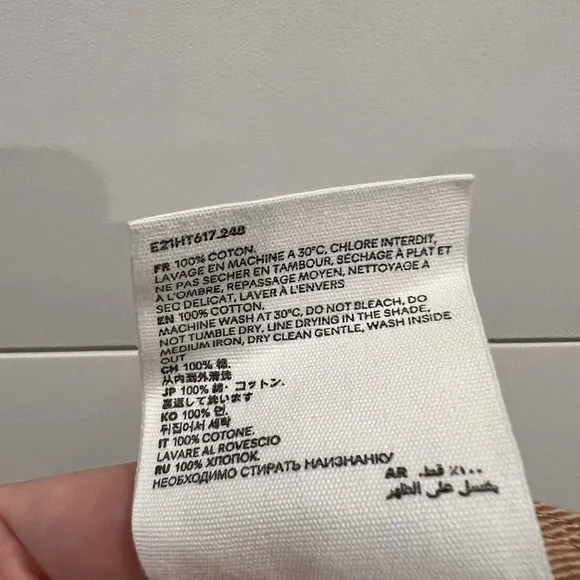 E21HT617.248
FR 100% COTON.
LAVAGE EN MACHINE A 30°C, CHLORE INTERDIT,
NE PAS SÉCHER EN TAMBOUR, SÉCHAGE À PLAT ET
À L'OMBRE, REPASSAGE MOYEN, NETTOYAGE À
SEC DELICAT, LAVER À L'ENVERS
EN 100% COTTON.
MACHINE WASH AT 30°C, DO NOT BLEACH, DO
NOT TUMBLE DRY, LINE DRYING IN THE SHADE,
MEDIUM IRON, DRY CLEAN GENTLE, WASH INSIDE
OUT
CH 100% 綿.
从内到外清洗
JP 100% 綿・コットン.
裏返して洗います
KO 100% 면.
뒤집어서 세탁
IT 100% COTONE.
LAVARE AL ROVESCIO
RU 100% ХЛОПОК.
НЕОБХОДИМО СТИРАТЬ НАИЗНАНКУ
AR ٪١٠٠ قطن.
يغسل على الظهر